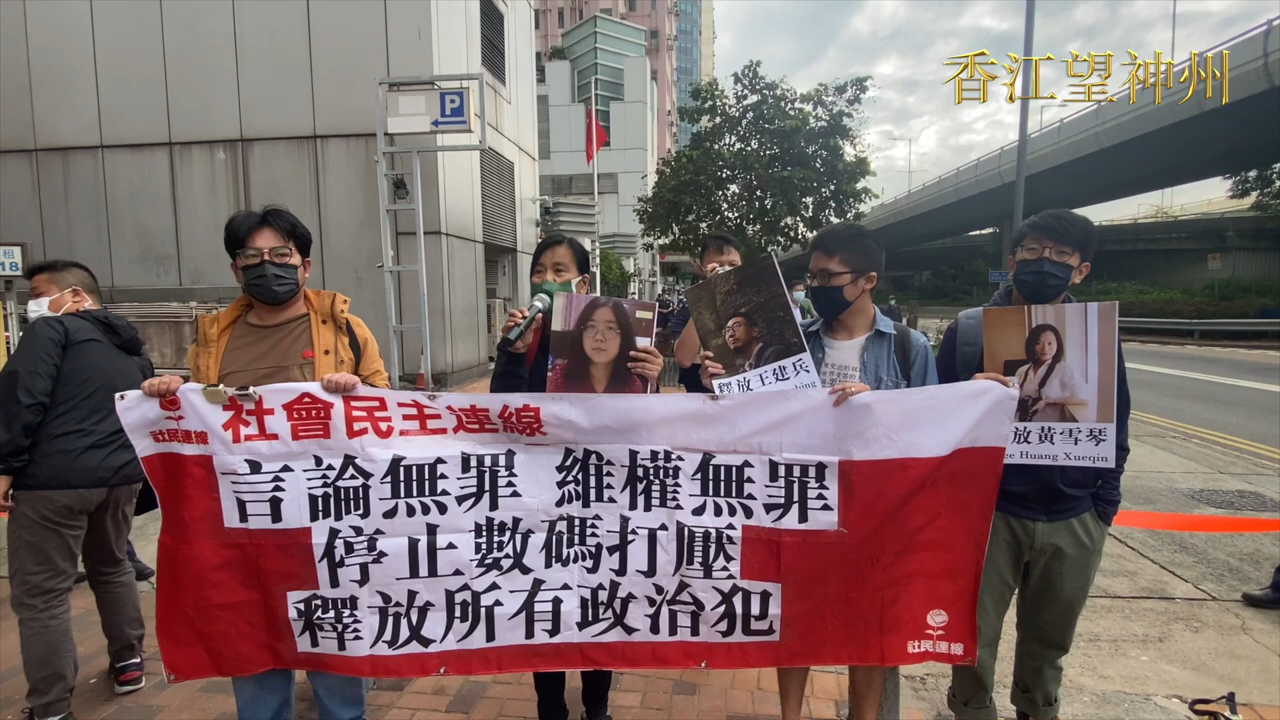 香江望神州
P
18
社民連線
社會民主連線
言論無罪 維權無罪
停止數碼打壓
釋放所有政治犯
社民連線
釋放王建兵
放黃雪琴
ee Huang Xueqin